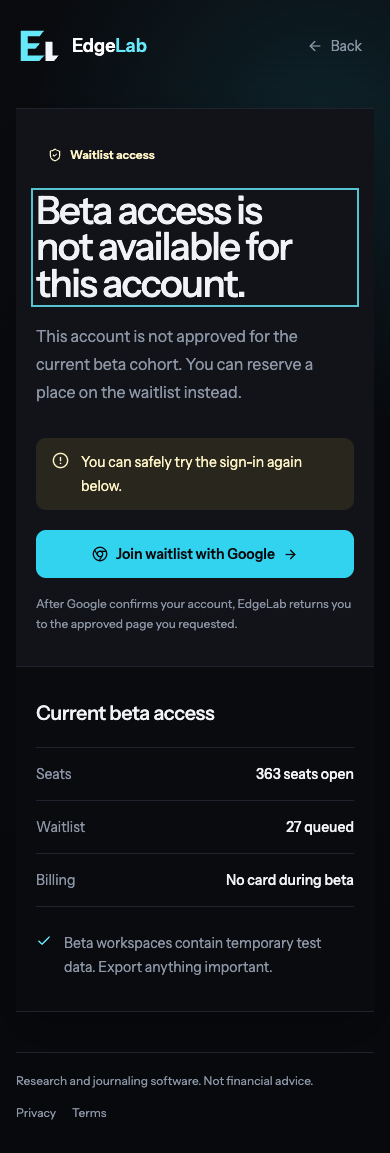 EL EdgeLab
Back
Waitlist access
Beta access is
not available for
this account.
This account is not approved for the
current beta cohort. You can reserve a
place on the waitlist instead.
You can safely try the sign-in again
below.
Join waitlist with Google
After Google confirms your account, EdgeLab returns you
to the approved page you requested.
Current beta access
Seats 363 seats open
Waitlist 27 queued
Billing No card during beta
Beta workspaces contain temporary test
data. Export anything important.
Research and journaling software. Not financial advice.
Privacy Terms